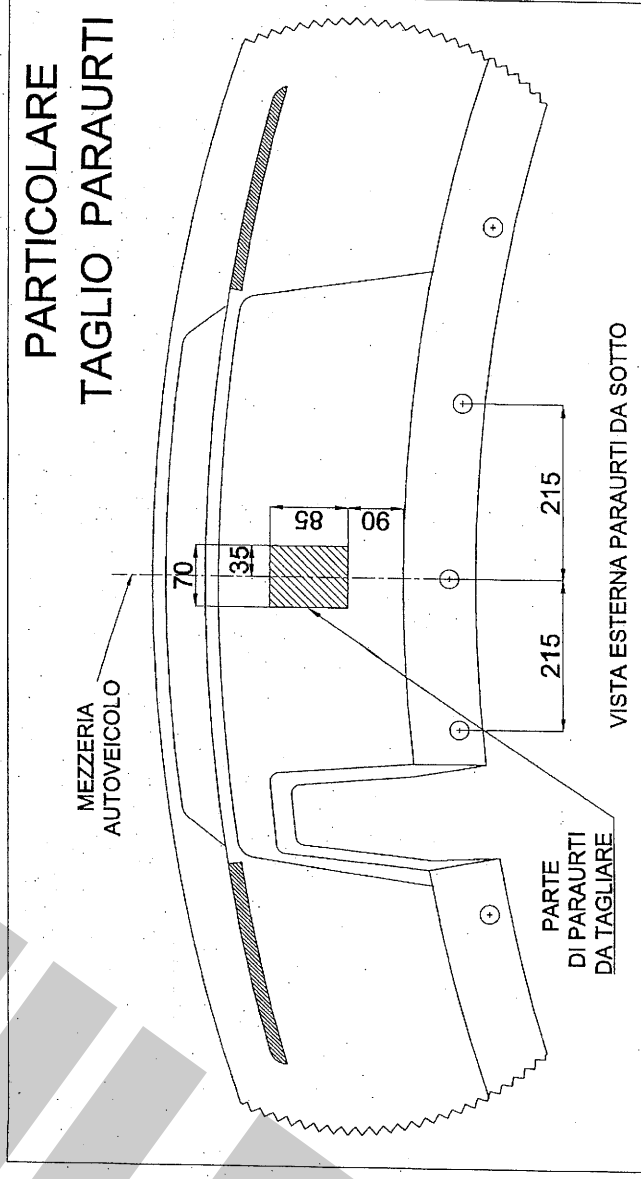 PARTICOLARE
TAGLIO PARAURTI
MEZZERIA
AUTOVEICOLO
70
35
85
90
215
215
PARTE
DI PARAURTI
DA TAGLIARE
VISTA ESTERNA PARAURTI DA SOTTO